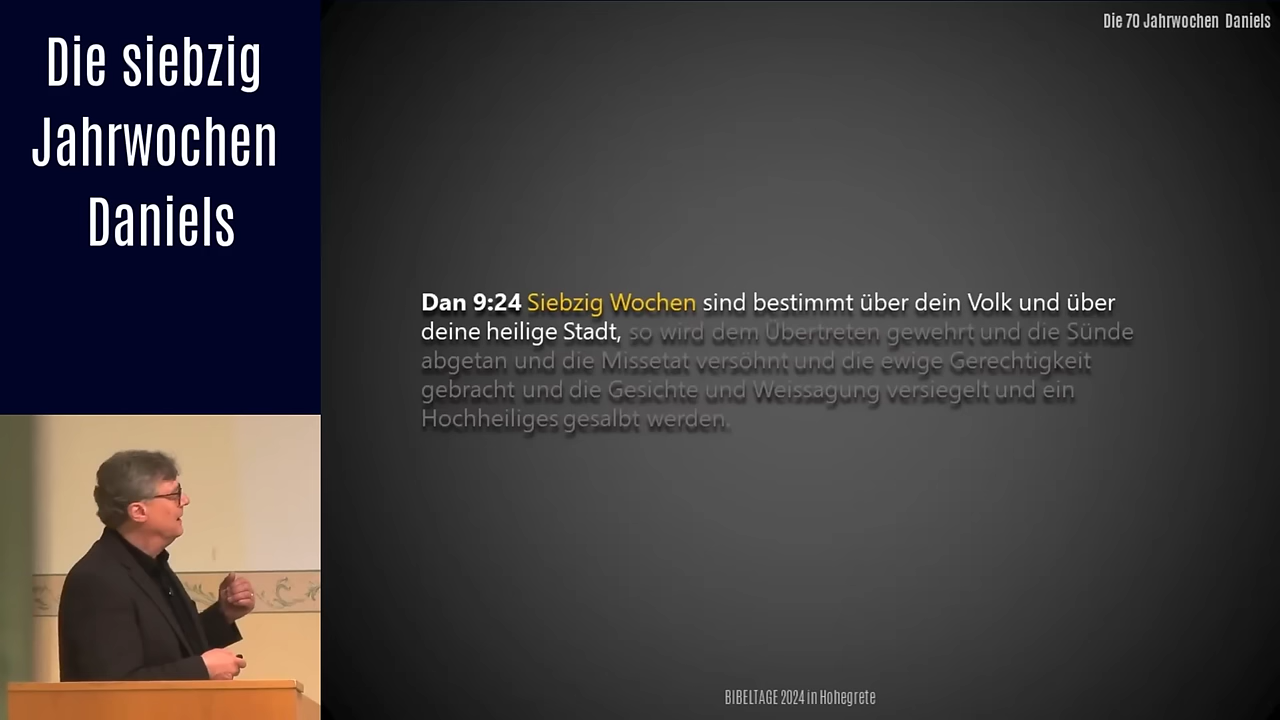 Die siebzig
Jahrwochen
Daniels
Die 70 Jahrwochen Daniels
Dan 9:24 Siebzig Wochen sind bestimmt über dein Volk und über
deine heilige Stadt, so wird dem Übertreten gewehrt und die Sünde
abgetan und die Missetat versöhnt und die ewige Gerechtigkeit
gebracht und die Gesichte und Weissagung versiegelt und ein
Hochheiliges gesalbt werden.
BIBELTAGE 2024 in Hohegrete